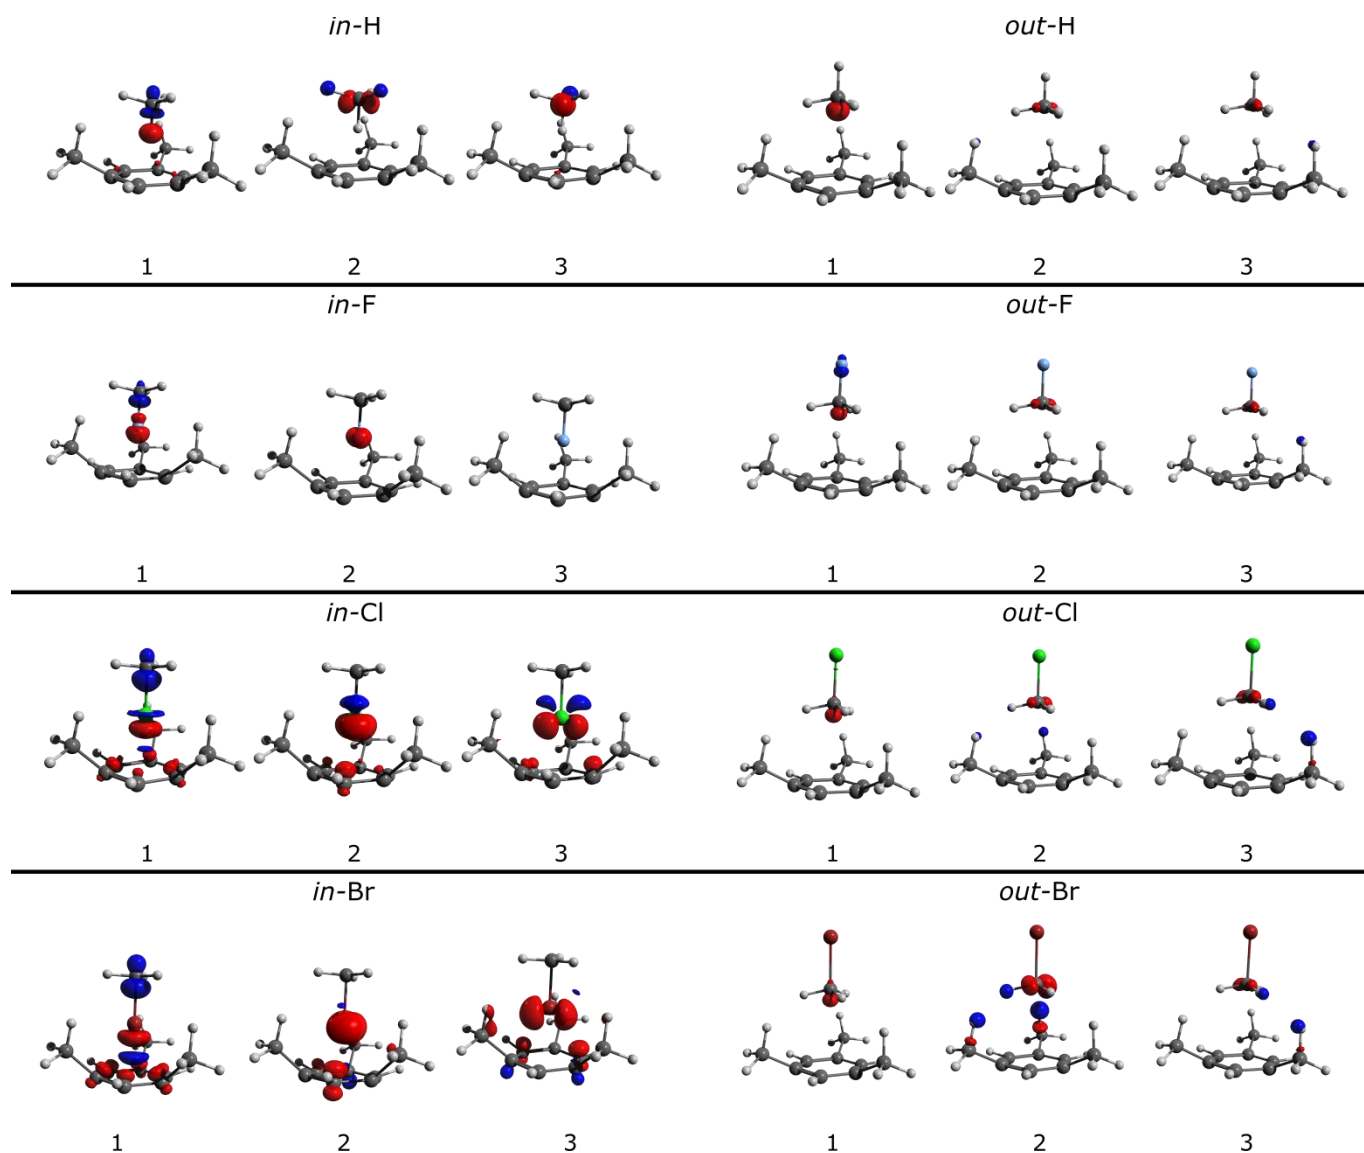 in-H out-H
1 2 3 1 2 3
in-F out-F
1 2 3 1 2 3
in-Cl out-Cl
1 2 3 1 2 3
in-Br out-Br
1 2 3 1 2 3